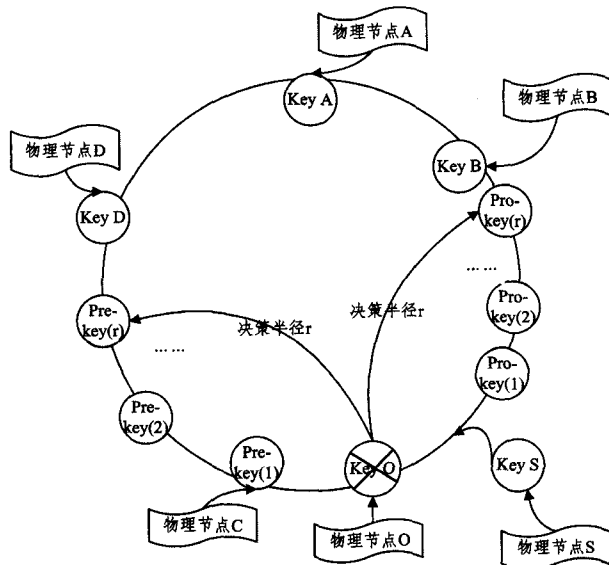 物理节点A
Key A
物理节点B
物理节点D
Key B
Key D
Pro-
key(r)
... ...
Pre-
key(r)
决策半径r
决策半径r
Pro-
key(2)
... ...
Pro-
key(1)
Pre-
key(2)
Pre-
key(1)
Key O
Key S
物理节点C
物理节点O
物理节点S